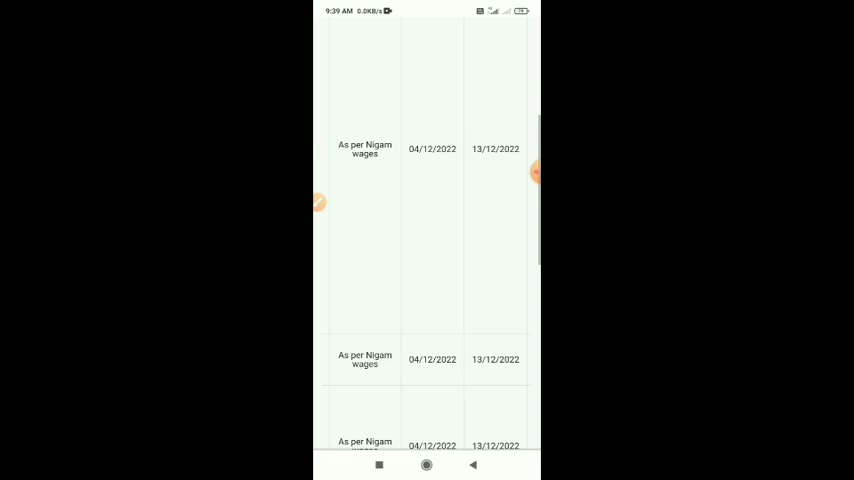 9:39 AM 0.0KB/s
As per Nigam
wages
04/12/2022
13/12/2022
As per Nigam
wages
04/12/2022
13/12/2022
As per Nigam
wages
04/12/2022
13/12/2022